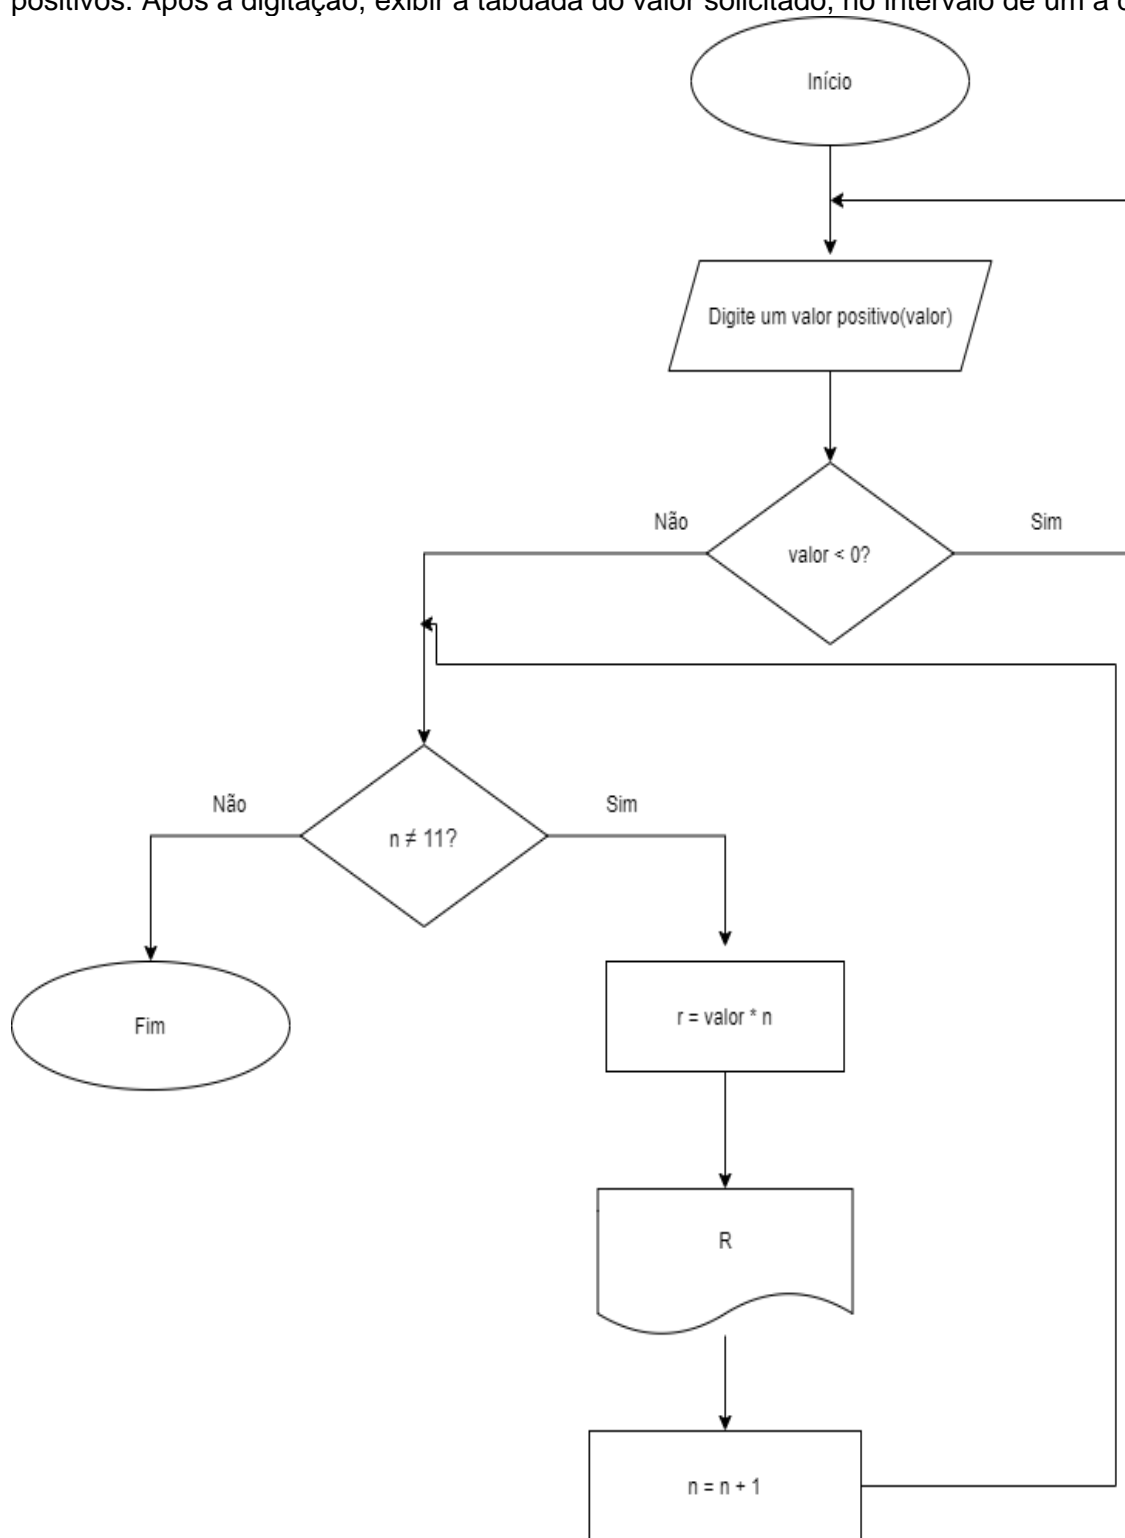 positivos. Após a digitação, exibir a tabuada do valor solicitado, no intervalo de um a
Início
Digite um valor positivo(valor)
Não
Sim
valor < 0?
Não
Sim
n ≠ 11?
Fim
r = valor * n
R
n = n + 1